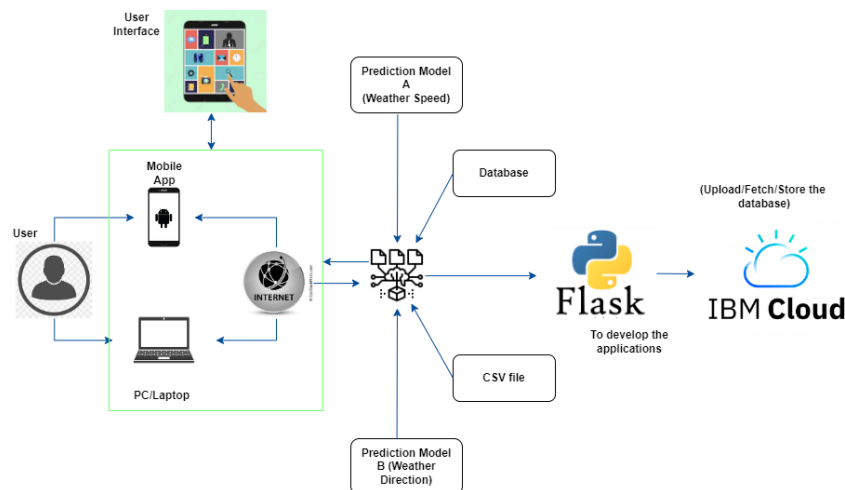 User
Interface
Prediction Model
A
(Weather Speed)
Mobile
App
Database
(Upload/Fetch/Store the
database)
User
INTERNET
Flask
IBM Cloud
To develop the
applications
PC/Laptop
CSV file
Prediction Model
B (Weather
Direction)